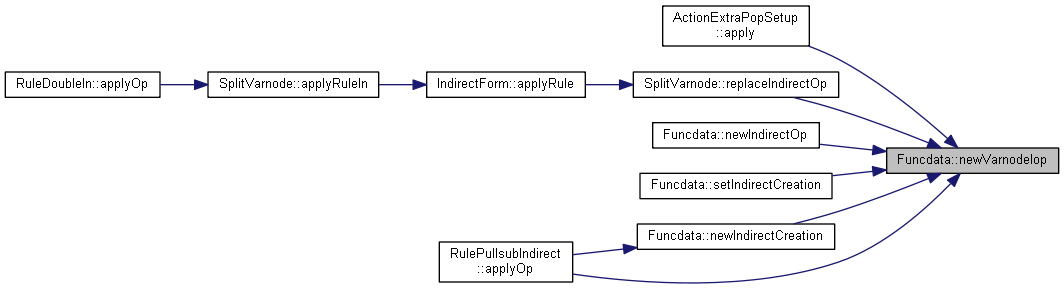 ActionExtraPopSetup
::apply
RuleDoubleIn::applyOp
SplitVarnode::applyRuleIn
IndirectForm::applyRule
SplitVarnode::replaceIndirectOp
Funcdata::newIndirectOp
Funcdata::newVarnodeIop
Funcdata::setIndirectCreation
Funcdata::newIndirectCreation
RulePullsubIndirect
::applyOp